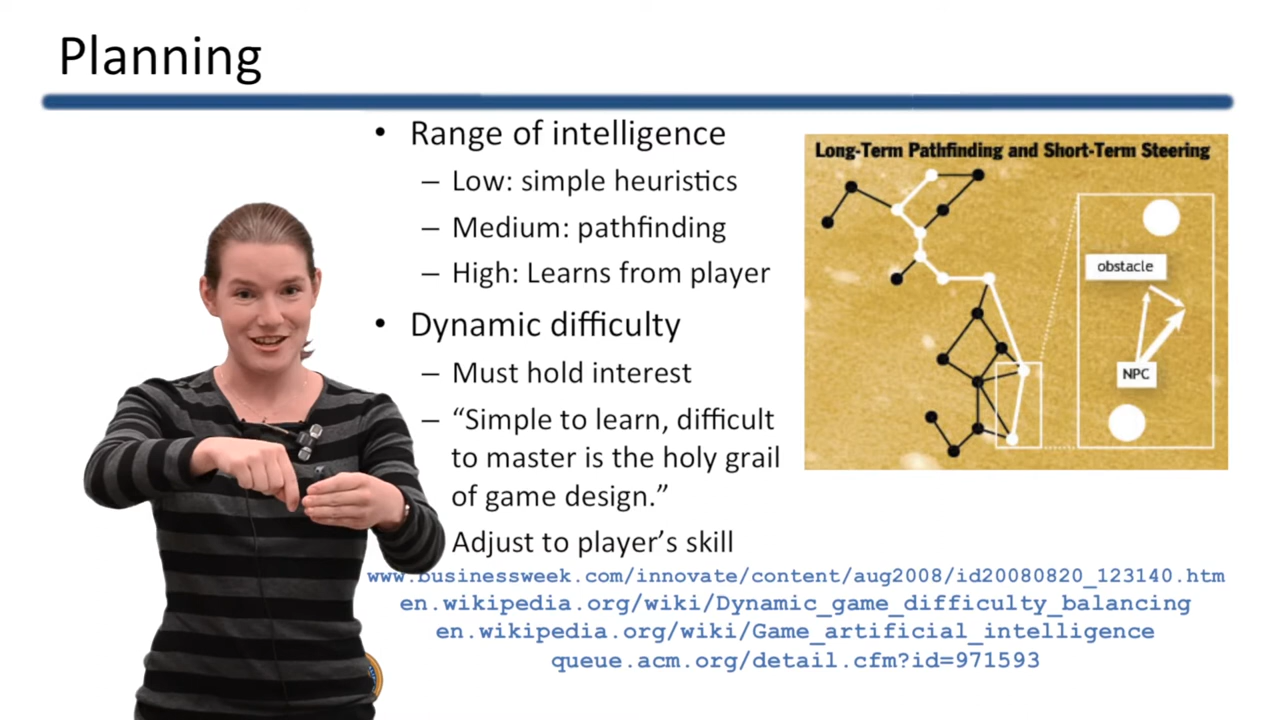 Planning
• Range of intelligence
– Low: simple heuristics
– Medium: pathfinding
– High: Learns from player
• Dynamic difficulty
– Must hold interest
– “Simple to learn, difficult
to master is the holy grail
of game design.”
Adjust to player’s skill
Long-Term Pathfinding and Short-Term Steering
obstacle
NPC
www.businessweek.com/innovate/content/aug2008/id20080820_123140.htm
en.wikipedia.org/wiki/Dynamic_game_difficulty_balancing
en.wikipedia.org/wiki/Game_artificial_intelligence
queue.acm.org/detail.cfm?id=971593